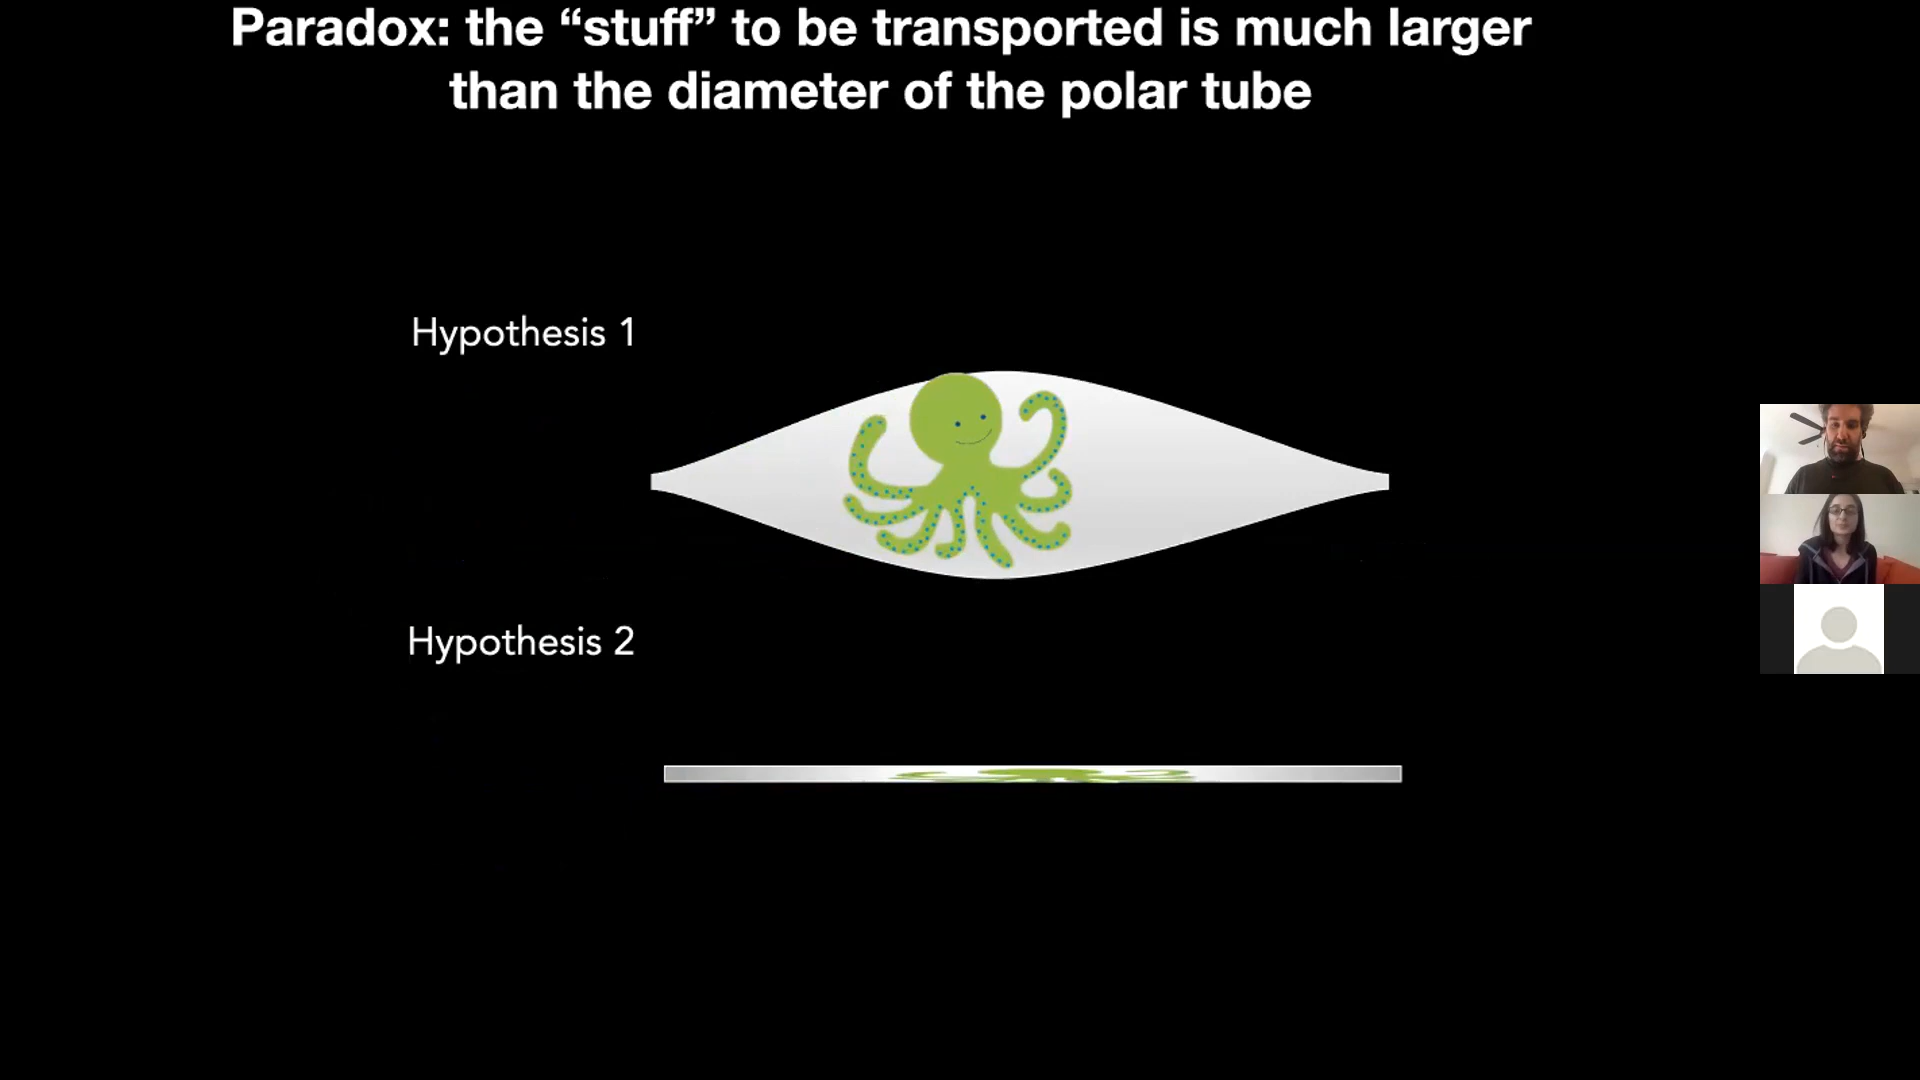 Paradox: the “stuff” to be transported is much larger
than the diameter of the polar tube
Hypothesis 1
Hypothesis 2